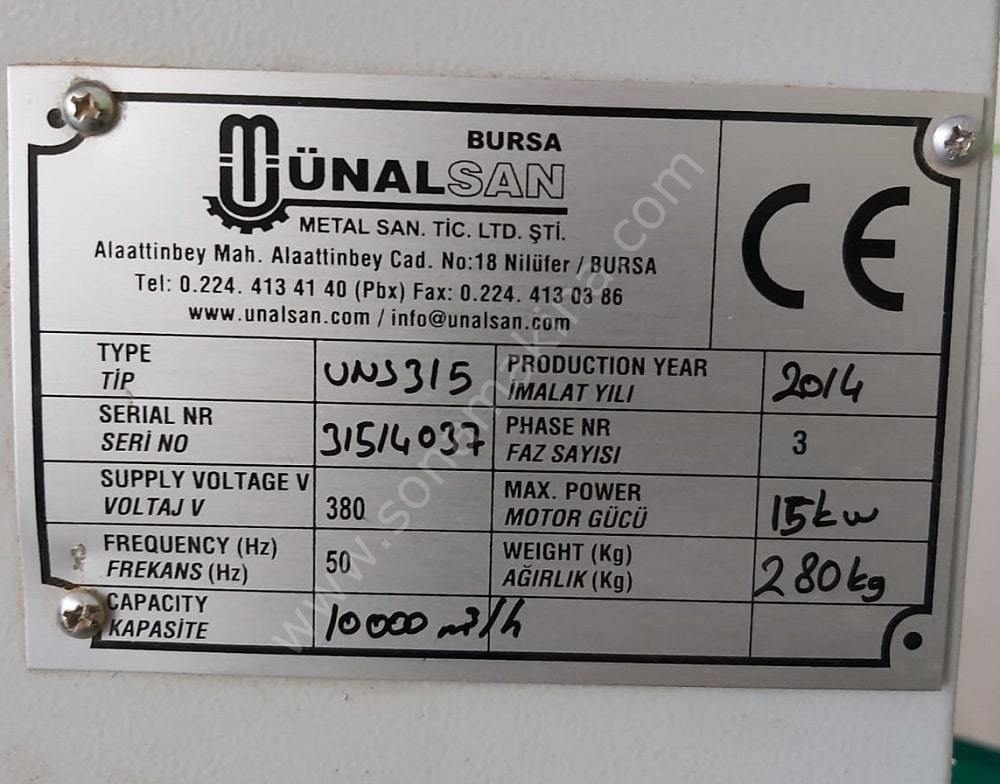 BURSA
ÜNALSAN
METAL SAN. TİC. LTD. ŞTİ.
Alaattinbey Mah. Alaattinbey Cad. No:18 Nilüfer / BURSA
Tel: 0.224. 413 41 40 (Pbx) Fax: 0.224. 413 03 86
www.unalsan.com / info@unalsan.com
CE
TYPE
TİP
UNS315
PRODUCTION YEAR
İMALAT YILI
2014
SERIAL NR
SERİ NO
31514037
PHASE NR
FAZ SAYISI
3
SUPPLY VOLTAGE V
VOLTAJ V
380
MAX. POWER
MOTOR GÜCÜ
15kw
FREQUENCY (Hz)
FREKANS (Hz)
50
WEIGHT (Kg)
AĞIRLIK (Kg)
280kg
CAPACITY
KAPASİTE
10000 m³/h
www.sonmakina.com